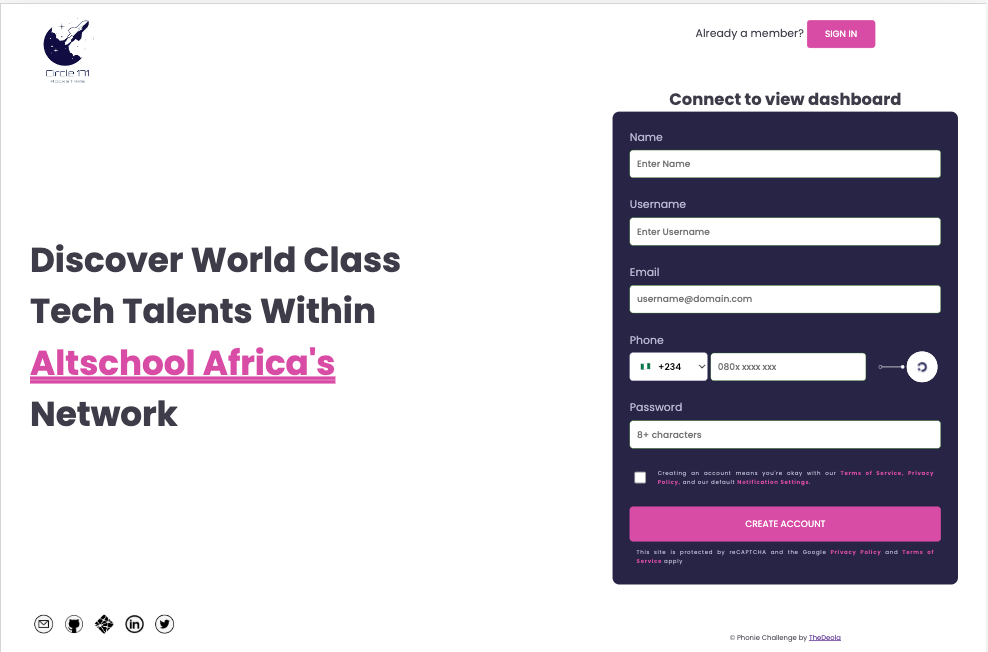 Circle 171
Already a member?
SIGN IN
Discover World Class
Tech Talents Within
Altschool Africa's
Network
Connect to view dashboard
Name
Enter Name
Username
Enter Username
Email
username@domain.com
Phone
+234
080x xxxx xxx
Password
8+ characters
Creating an account means you're okay with our Terms of Service, Privacy
Policy, and our default Notification Settings.
CREATE ACCOUNT
This site is protected by reCAPTCHA and the Google Privacy Policy and Terms of
Service apply
in
© Phonie Challenge by TheDeola